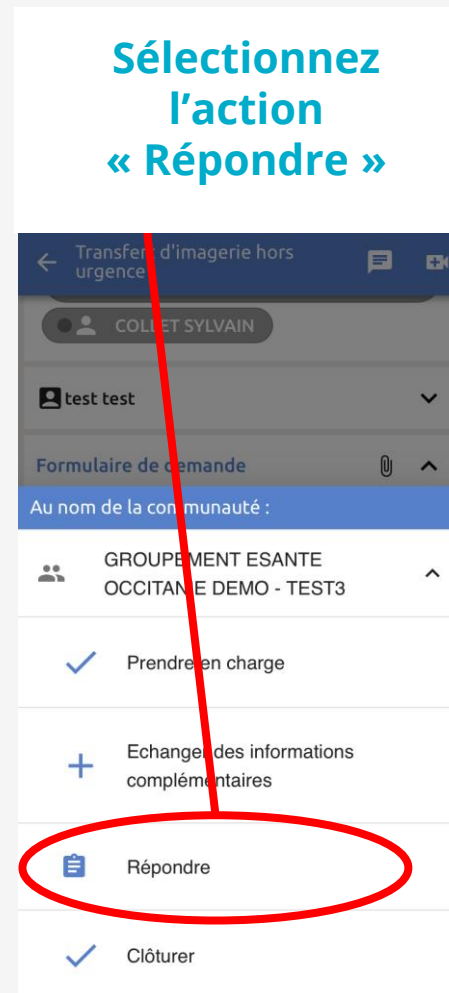 Sélectionnez
l’action
« Répondre »
Transfert d'imagerie hors
urgence
COLLET SYLVAIN
test test
Formulaire de demande
Au nom de la communauté :
GROUPEMENT ESANTE
OCCITANIE DEMO - TEST3
Prendre en charge
Echanger des informations
complémentaires
Répondre
Clôturer